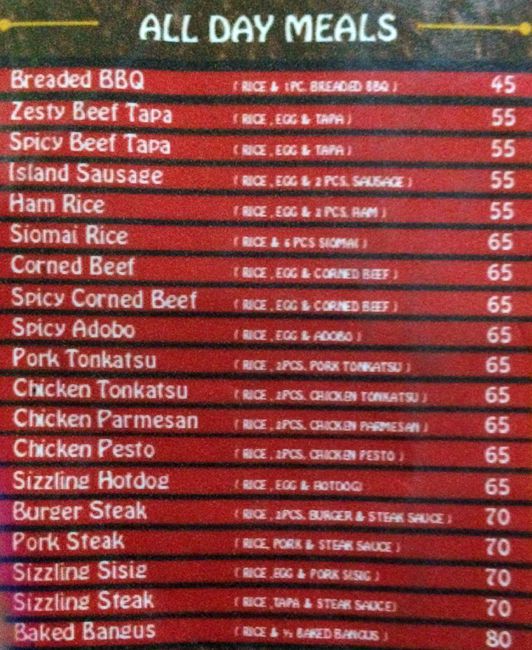 ALL DAY MEALS
Breaded BBQ ( RICE & 1PC. BREADED BBQ ) 45
Zesty Beef Tapa ( RICE , EGG & TAPA ) 55
Spicy Beef Tapa ( RICE , EGG & TAPA ) 55
Island Sausage ( RICE , EGG & 2 PCS. SAUSAGE ) 55
Ham Rice ( RICE , EGG & 2 PCS. HAM ) 55
Siomai Rice ( RICE & 6 PCS SIOMAI ) 65
Corned Beef ( RICE , EGG & CORNED BEEF ) 65
Spicy Corned Beef ( RICE , EGG & CORNED BEEF ) 65
Spicy Adobo ( RICE , EGG & ADOBO ) 65
Pork Tonkatsu ( RICE , 2PCS. PORK TONKATSU ) 65
Chicken Tonkatsu ( RICE , 2PCS. CHICKEN TONKATSU ) 65
Chicken Parmesan ( RICE , 2PCS. CHICKEN PARMESAN ) 65
Chicken Pesto ( RICE , 2PCS. CHICKEN PESTO ) 65
Sizzling Hotdog ( RICE , EGG & HOTDOG) 65
Burger Steak ( RICE , 2PCS. BURGER & STEAK SAUCE ) 70
Pork Steak ( RICE, PORK & STEAK SAUCE ) 70
Sizzling Sisig ( RICE ,EGG & PORK SISIG ) 70
Sizzling Steak ( RICE ,TAPA & STEAK SAUCE) 70
Baked Bangus ( RICE & ½ BAKED BANGUS ) 80